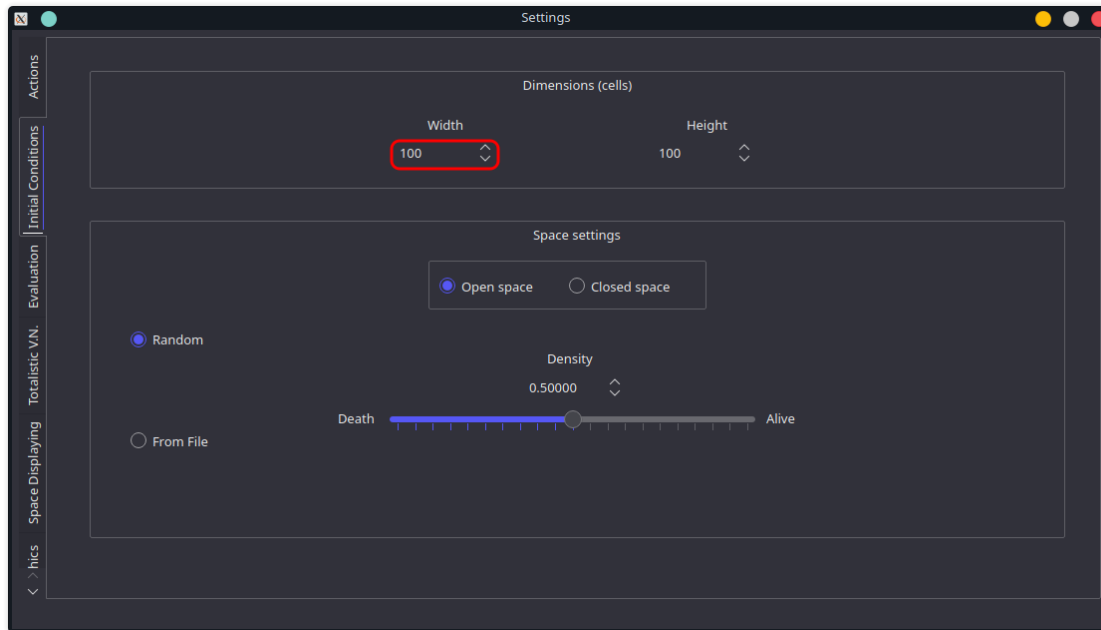 Settings
Actions
Initial Conditions
Evaluation
Totalistic V.N.
Space Displaying
hics
Dimensions (cells)
Width
Height
100
100
Space settings
Open space
Closed space
Random
Density
0.50000
Death
Alive
From File